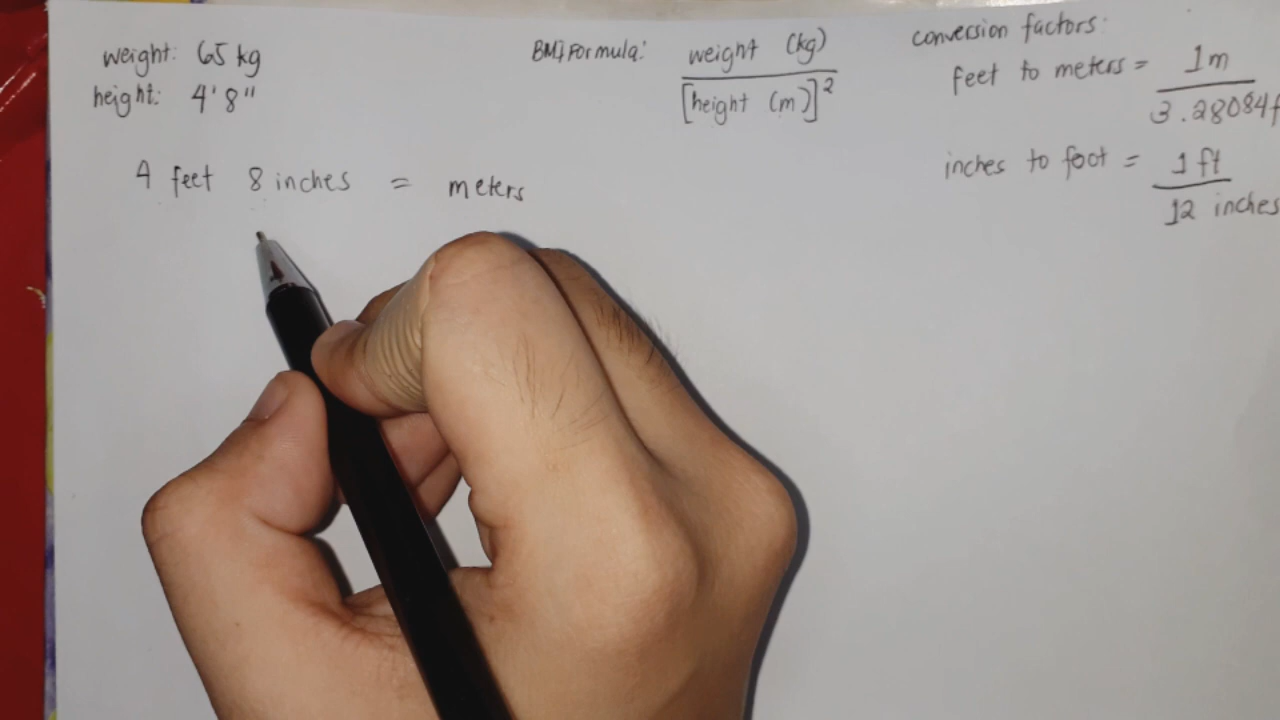 weight: 65 kg
height: 4'8"
4 feet 8 inches = meters
BMI Formula: weight (kg)
[height (m)]²
conversion factors:
feet to meters = 1m
3.28084f
inches to foot = 1 ft
12 inches